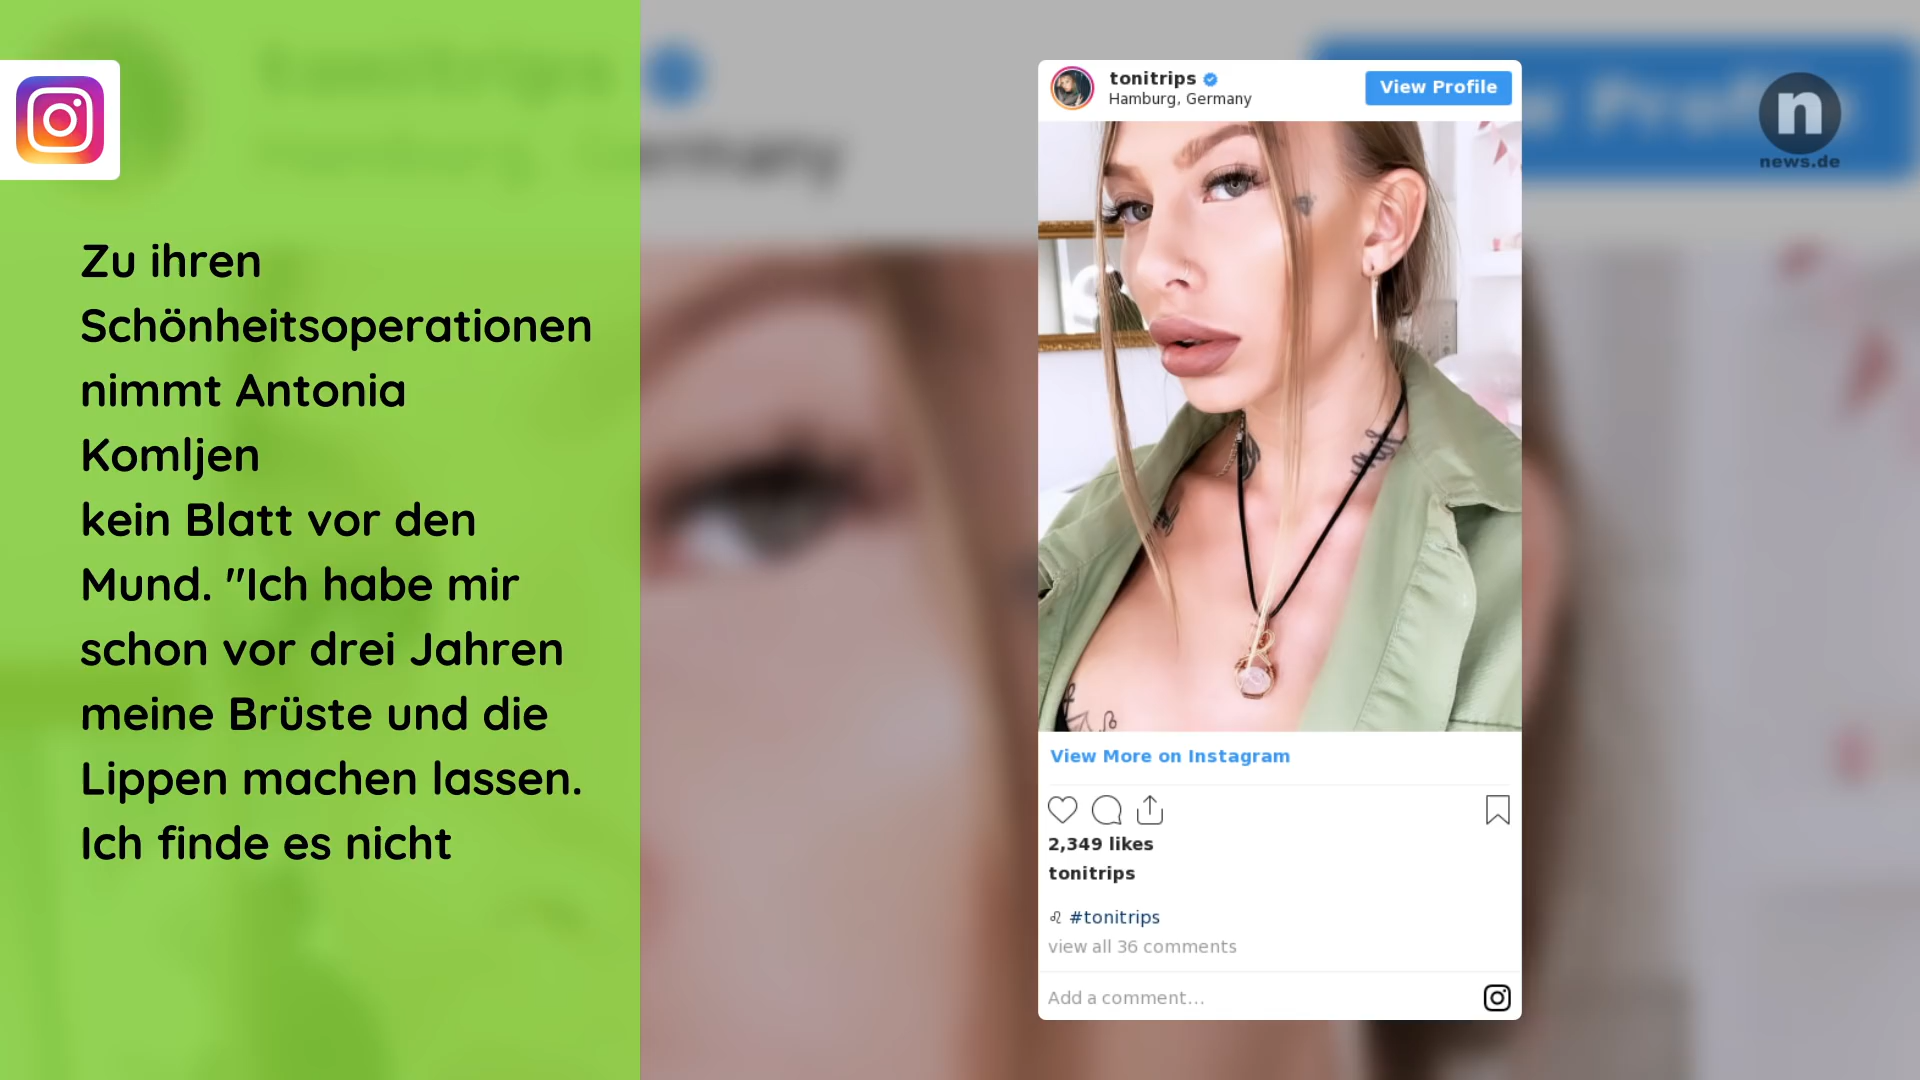 Zu ihren
Schönheitsoperationen
nimmt Antonia
Komljen
kein Blatt vor den
Mund. "Ich habe mir
schon vor drei Jahren
meine Brüste und die
Lippen machen lassen.
Ich finde es nicht
tonitrips
Hamburg, Germany
View Profile
n
news.de
View More on Instagram
2,349 likes
tonitrips
♌ #tonitrips
view all 36 comments
Add a comment...